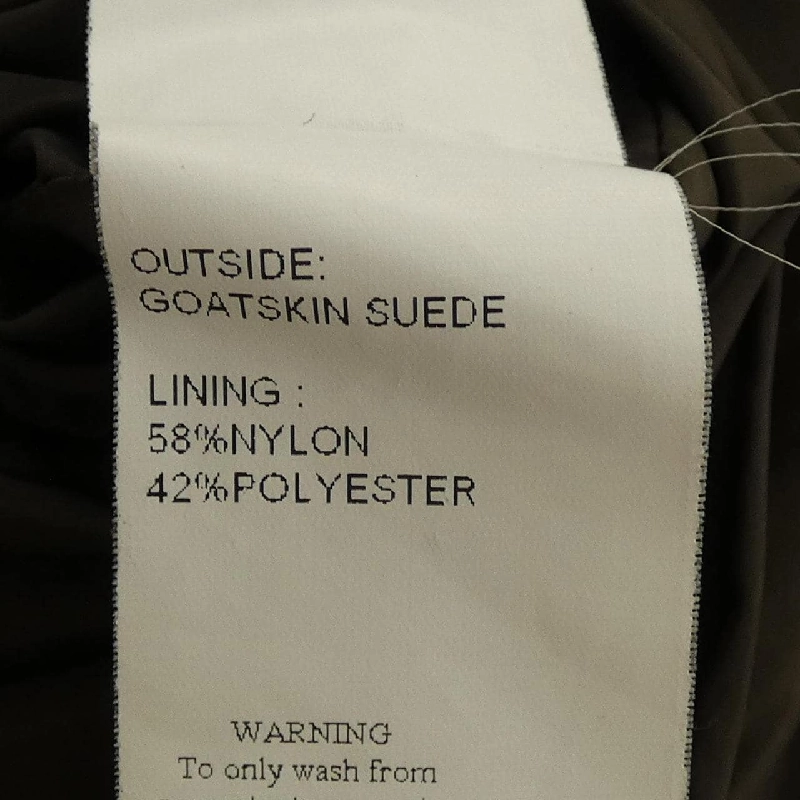 OUTSIDE:
GOATSKIN SUEDE
LINING :
58%NYLON
42%POLYESTER
WARNING
To only wash from